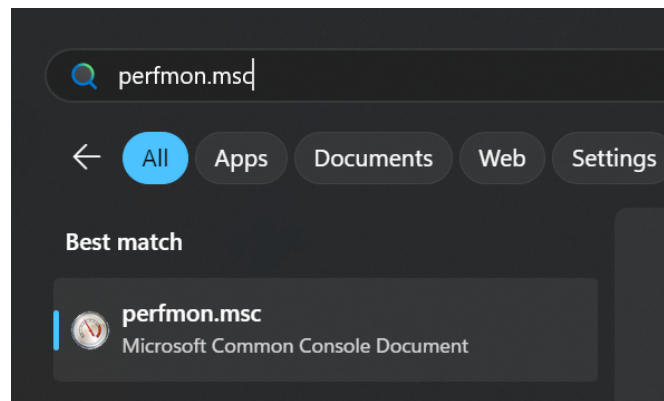 perfmon.msc
All Apps Documents Web Settings
Best match
perfmon.msc
Microsoft Common Console Document